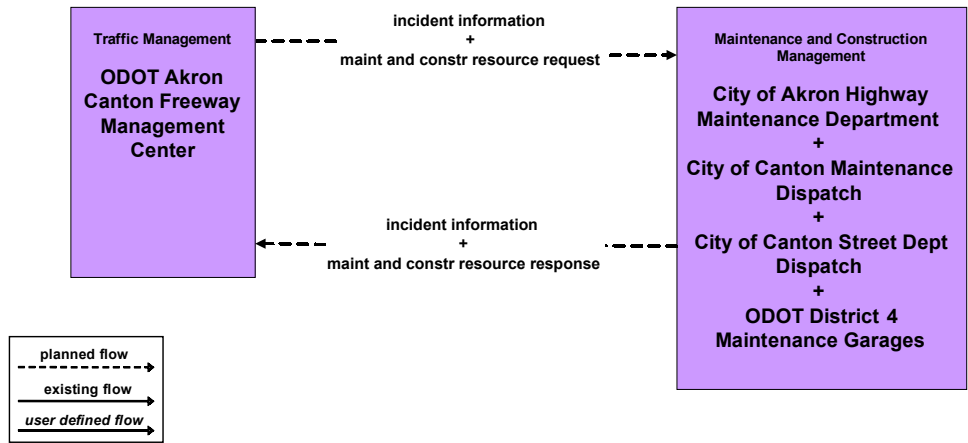 Traffic Management
ODOT Akron
Canton Freeway
Management
Center
incident information
+
maint and constr resource request
incident information
+
maint and constr resource response
Maintenance and Construction
Management
City of Akron Highway
Maintenance Department
+
City of Canton Maintenance
Dispatch
+
City of Canton Street Dept
Dispatch
+
ODOT District 4
Maintenance Garages
planned flow
existing flow
user defined flow